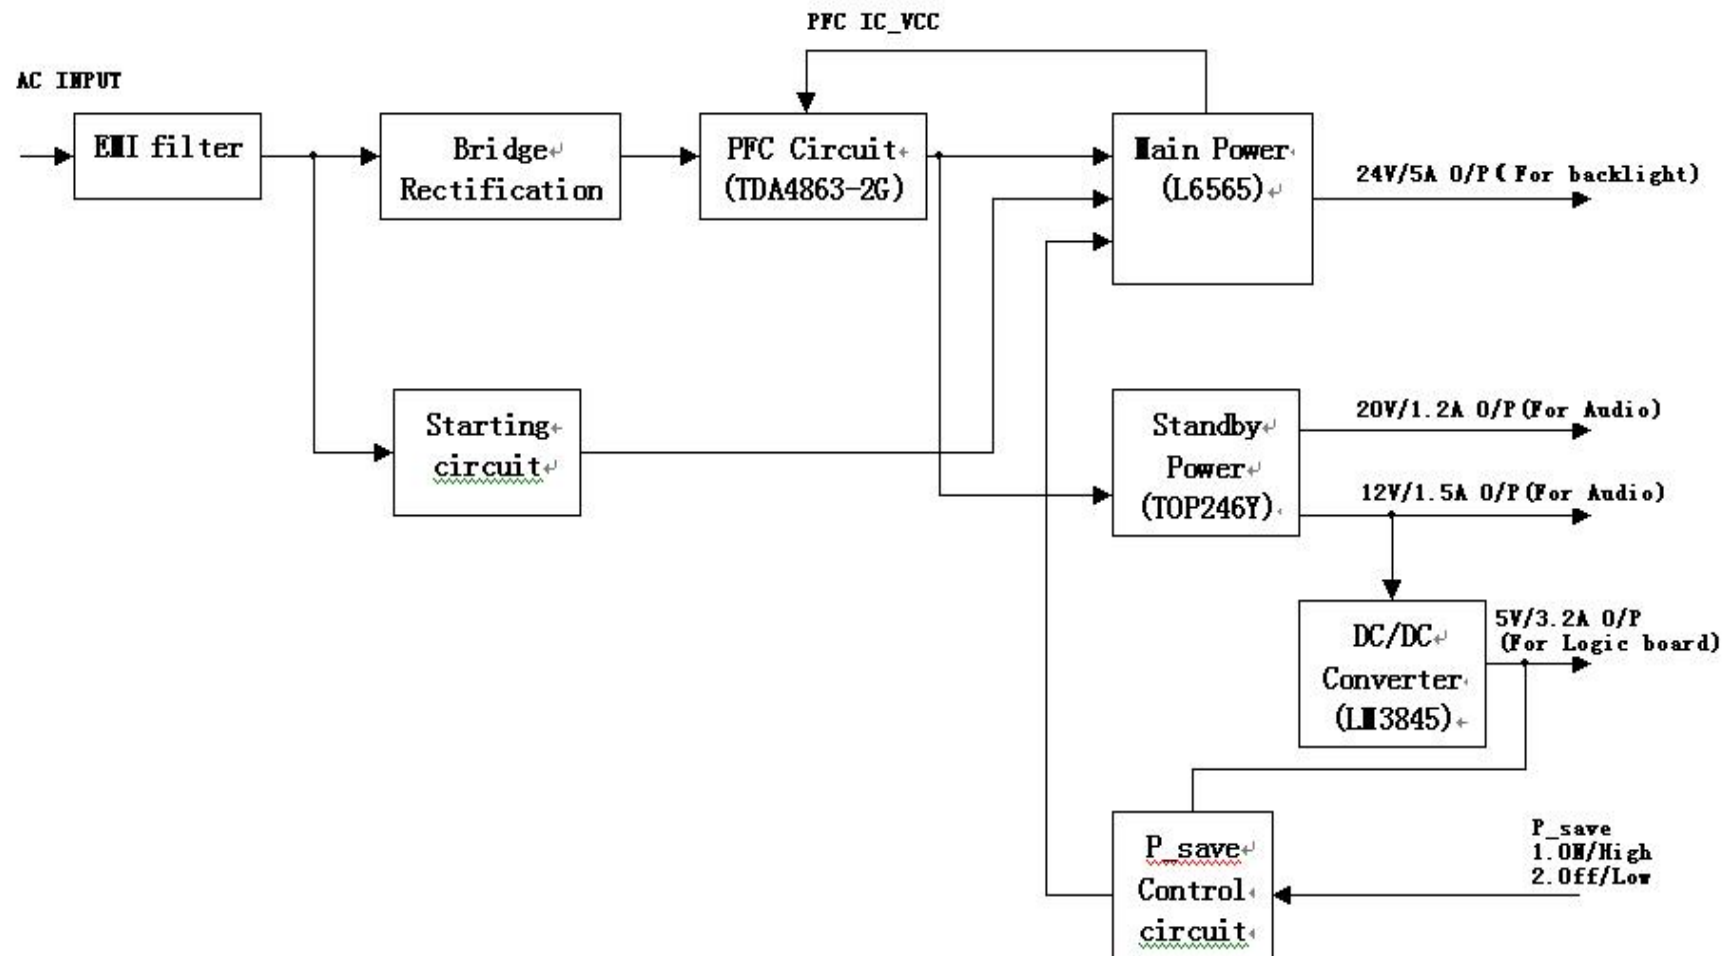 PFC IC_VCC
AC INPUT
EMI filter
Bridge
Rectification
PFC Circuit
(TDA4863-2G)
Main Power
(L6565)
24V/5A O/P( For backlight)
Starting
circuit
Standby
Power
(TOP246Y)
20V/1.2A O/P(For Audio)
12V/1.5A O/P(For Audio)
DC/DC
Converter
(LM3845)
5V/3.2A O/P
(For Logic board)
P_save
Control
circuit
P_save
1.ON/High
2.Off/Low